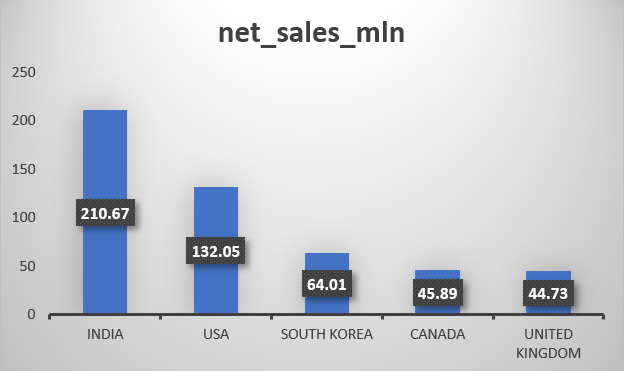 net_sales_mln
250
200
150
100
50
0
210.67
132.05
64.01
45.89
44.73
INDIA
USA
SOUTH KOREA
CANADA
UNITED
KINGDOM